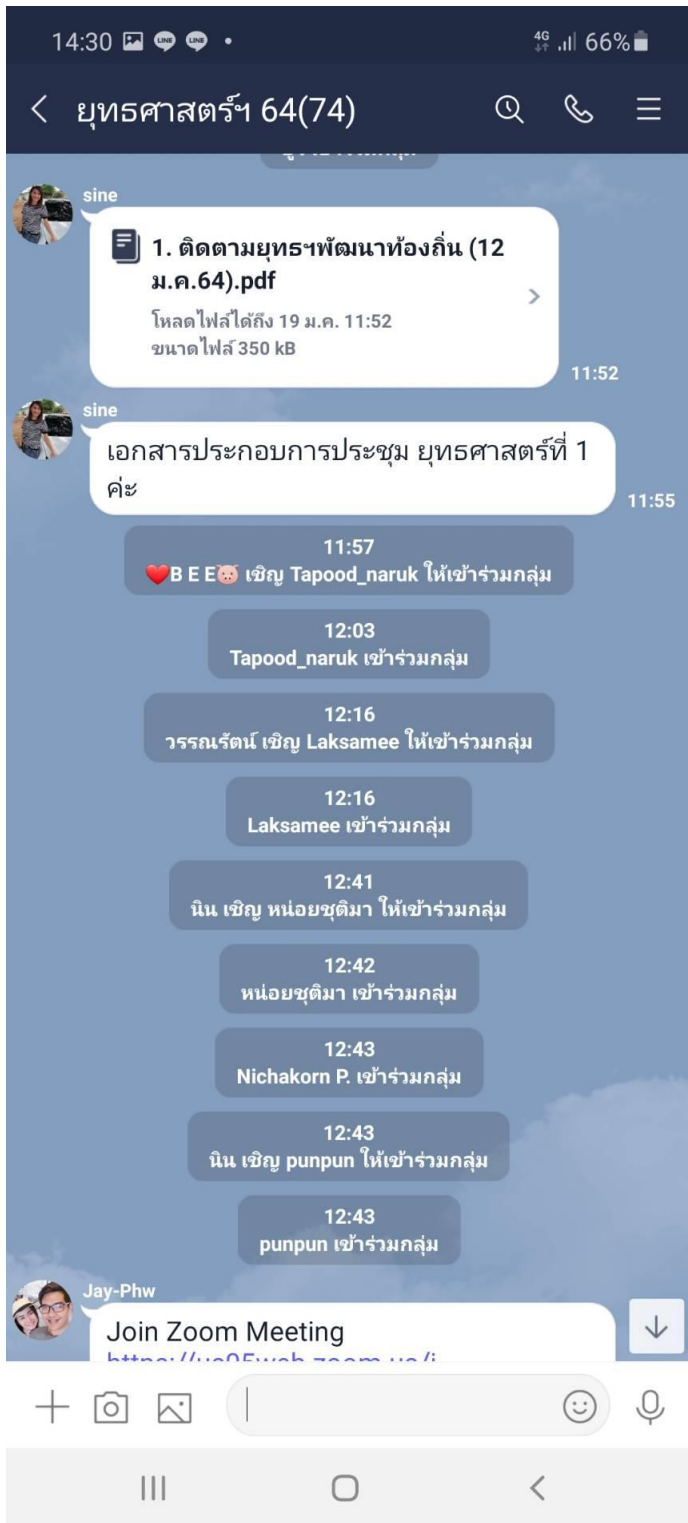 14:30 LINE LINE • 4G 66%
ยุทธศาสตร์ฯ 64(74)
sine
1. ติดตามยุทธฯพัฒนาท้องถิ่น (12
ม.ค.64).pdf
โหลดไฟล์ได้ถึง 19 ม.ค. 11:52
ขนาดไฟล์ 350 kB
11:52
sine
เอกสารประกอบการประชุม ยุทธศาสตร์ที่ 1
ค่ะ
11:55
11:57
❤️B E E🐷 เชิญ Tapood_naruk ให้เข้าร่วมกลุ่ม
12:03
Tapood_naruk เข้าร่วมกลุ่ม
12:16
วรรณรัตน์ เชิญ Laksamee ให้เข้าร่วมกลุ่ม
12:16
Laksamee เข้าร่วมกลุ่ม
12:41
นิน เชิญ หน่อยชุติมา ให้เข้าร่วมกลุ่ม
12:42
หน่อยชุติมา เข้าร่วมกลุ่ม
12:43
Nichakorn P. เข้าร่วมกลุ่ม
12:43
นิน เชิญ punpun ให้เข้าร่วมกลุ่ม
12:43
punpun เข้าร่วมกลุ่ม
Jay-Phw
Join Zoom Meeting